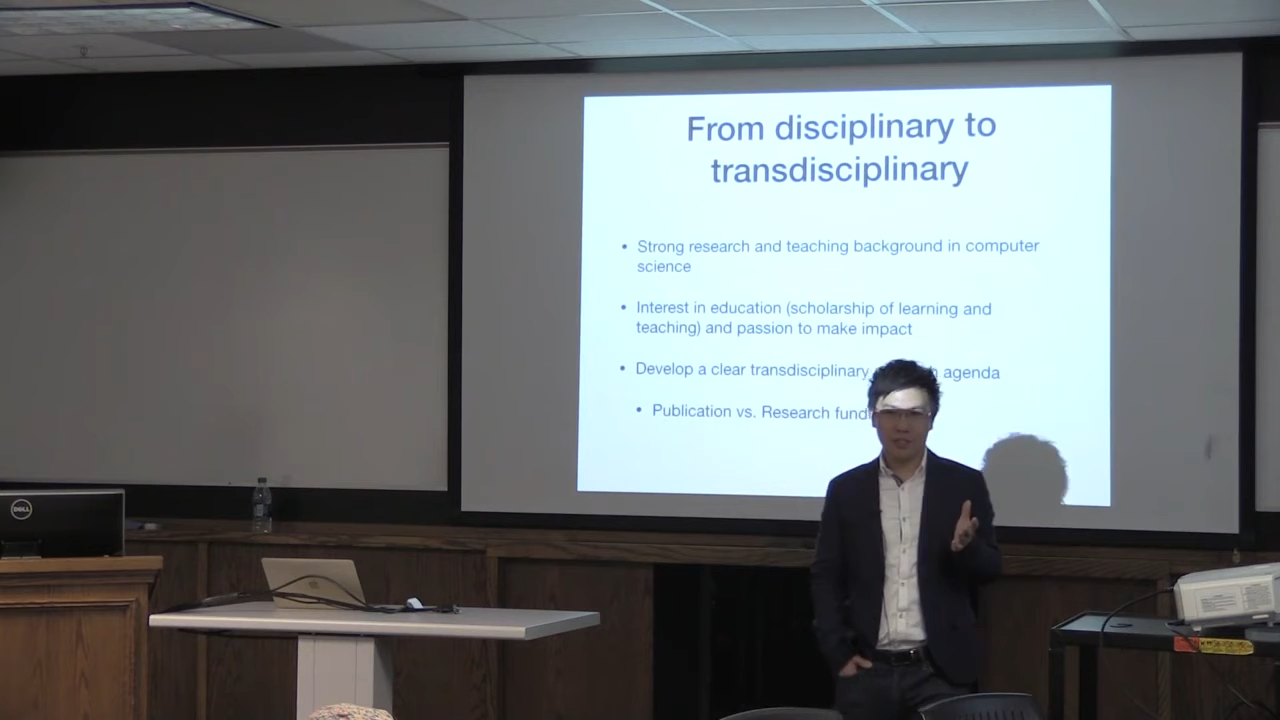 From disciplinary to
transdisciplinary
• Strong research and teaching background in computer
science
• Interest in education (scholarship of learning and
teaching) and passion to make impact
• Develop a clear transdisciplinary agenda
• Publication vs. Research fund
DELL